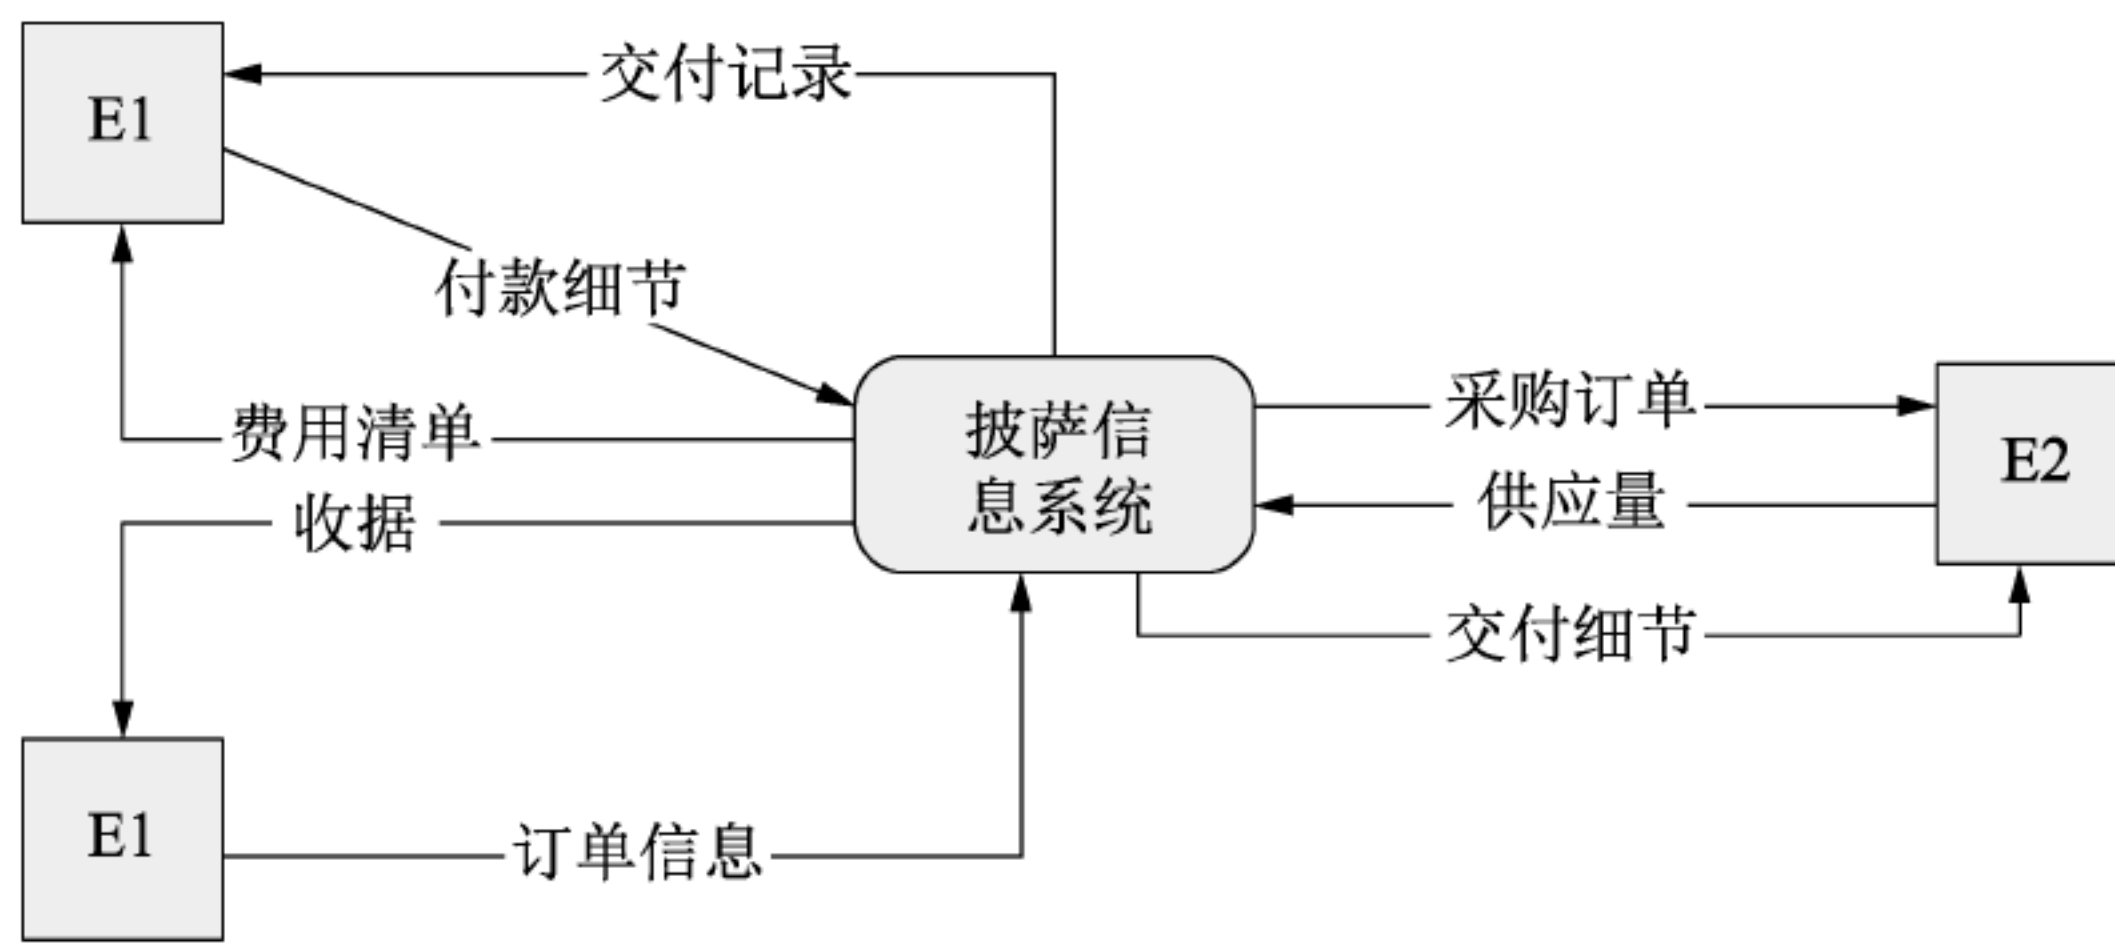 交付记录
E1
付款细节
采购订单
费用清单
披萨信
息系统
E2
供应量
收据
交付细节
E1
订单信息